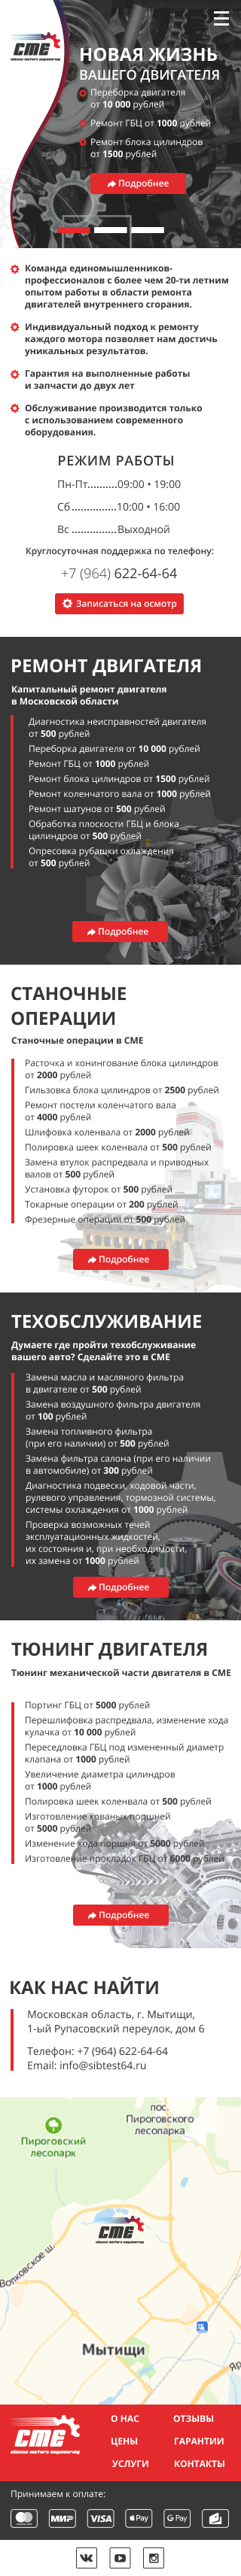 CME
classic motors engineering
НОВАЯ ЖИЗНЬ
ВАШЕГО ДВИГАТЕЛЯ
Переборка двигателя
от 10 000 рублей
Ремонт ГБЦ от 1000 рублей
Ремонт блока цилиндров
от 1500 рублей
Подробнее
Команда единомышленников-
профессионалов с более чем 20-ти летним
опытом работы в области ремонта
двигателей внутреннего сгорания.
Индивидуальный подход к ремонту
каждого мотора позволяет нам достичь
уникальных результатов.
Гарантия на выполненные работы
и запчасти до двух лет
Обслуживание производится только
с использованием современного
оборудования.
РЕЖИМ РАБОТЫ
Пн-Пт..........09:00 • 19:00
Сб ...............10:00 • 16:00
Вс ...............Выходной
Круглосуточная поддержка по телефону:
+7 (964) 622-64-64
Записаться на осмотр
РЕМОНТ ДВИГАТЕЛЯ
Капитальный ремонт двигателя
в Московской области
Диагностика неисправностей двигателя
от 500 рублей
Переборка двигателя от 10 000 рублей
Ремонт ГБЦ от 1000 рублей
Ремонт блока цилиндров от 1500 рублей
Ремонт коленчатого вала от 1000 рублей
Ремонт шатунов от 500 рублей
Обработка плоскости ГБЦ и блока
цилиндров от 500 рублей
Опресовка рубашки охлаждения
от 500 рублей
Подробнее
СТАНОЧНЫЕ
ОПЕРАЦИИ
Станочные операции в СМЕ
Расточка и хонингование блока цилиндров
от 2000 рублей
Гильзовка блока цилиндров от 2500 рублей
Ремонт постели коленчатого вала
от 4000 рублей
Шлифовка коленвала от 2000 рублей
Полировка шеек коленвала от 500 рублей
Замена втулок распредвала и приводных
валов от 500 рублей
Установка футорок от 500 рублей
Токарные операции от 200 рублей
Фрезерные операции от 500 рублей
Подробнее
ТЕХОБСЛУЖИВАНИЕ
Думаете где пройти техобслуживание
вашего авто? Сделайте это в СМЕ
Замена масла и масляного фильтра
в двигателе от 500 рублей
Замена воздушного фильтра двигателя
от 100 рублей
Замена топливного фильтра
(при его наличии) от 500 рублей
Замена фильтра салона (при его наличии
в автомобиле) от 300 рублей
Диагностика подвески, ходовой части,
рулевого управления, тормозной системы,
системы охлаждения от 1000 рублей
Проверка возможных течей
эксплуатационных жидкостей,
их состояния и, при необходимости,
их замена от 1000 рублей
Подробнее
ТЮНИНГ ДВИГАТЕЛЯ
Тюнинг механической части двигателя в СМЕ
Портинг ГБЦ от 5000 рублей
Перешлифовка распредвала, изменение хода
кулачка от 10 000 рублей
Переседловка ГБЦ под измененный диаметр
клапана от 1000 рублей
Увеличение диаметра цилиндров
от 1000 рублей
Полировка шеек коленвала от 500 рублей
Изготовление кованых поршней
от 5000 рублей
Изменение хода поршня от 5000 рублей
Изготовление прокладок ГБЦ от 6000 рублей
Подробнее
КАК НАС НАЙТИ
Московская область, г. Мытищи,
1-ый Рупасовский переулок, дом 6
Телефон: +7 (964) 622-64-64
Email: info@sibtest64.ru
пос.
Пироговского
лесопарка
Пироговский
лесопарк
CME
classic motors engineering
Волковское ш.
Мытищи
Яр
CME
classic motors engineering
О НАС
ОТЗЫВЫ
ЦЕНЫ
ГАРАНТИИ
УСЛУГИ
КОНТАКТЫ
Принимаем к оплате:
МИР
VISA
Pay
G Pay